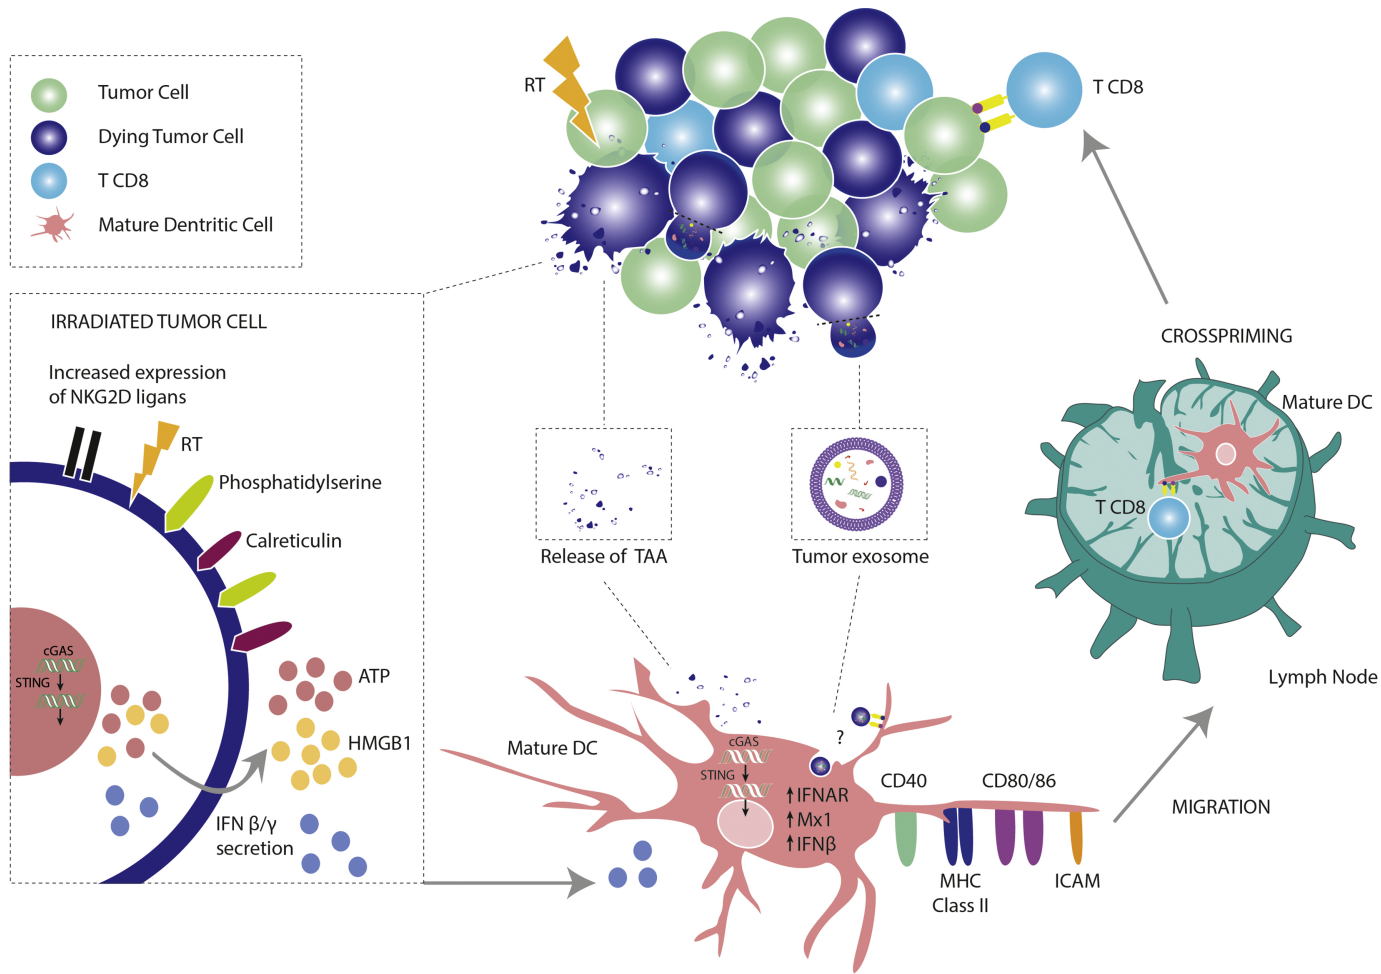 RT
T CD8
Tumor Cell
Dying Tumor Cell
T CD8
Mature Dentritic Cell
IRRADIATED TUMOR CELL
Increased expression
of NKG2D ligans
RT
Phosphatidylserine
Calreticulin
cGAS
STING
ATP
HMGB1
IFN β/γ
secretion
Release of TAA
Tumor exosome
CROSSPRIMING
Mature DC
T CD8
Lymph Node
Mature DC
cGAS
STING
?
IFNAR
Mx1
IFNβ
CD40
CD80/86
MHC
Class II
ICAM
MIGRATION